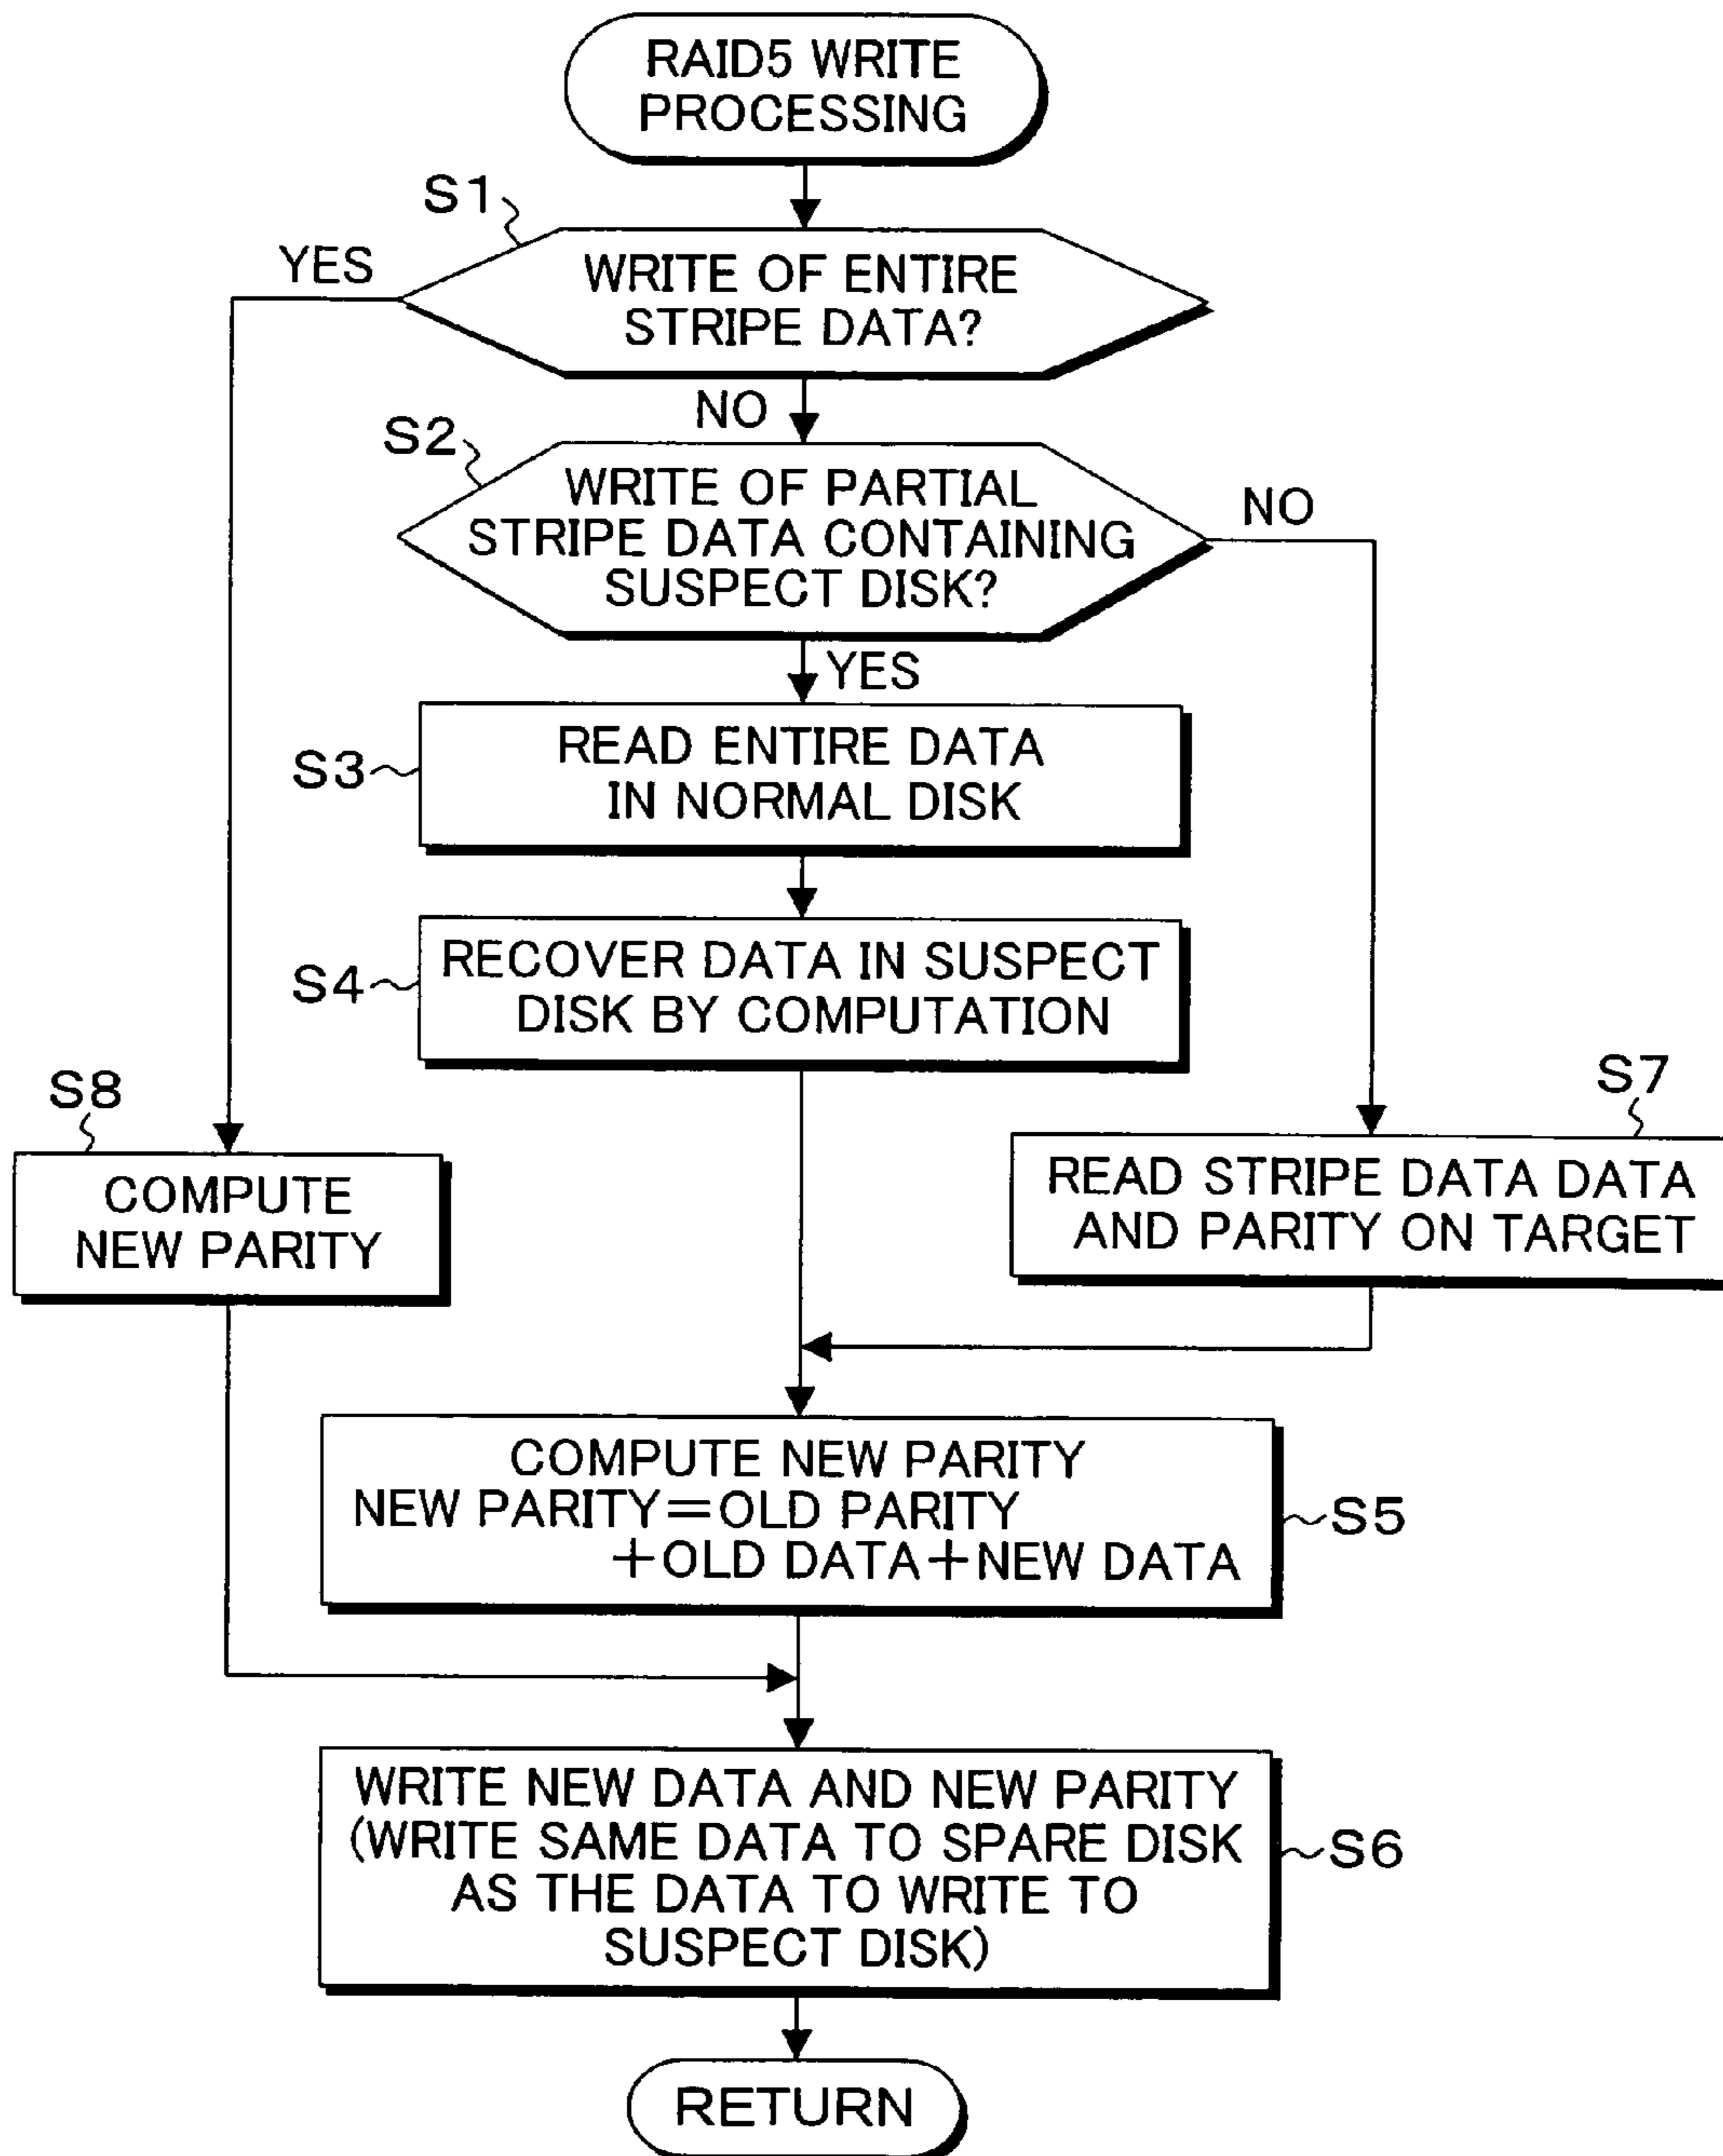 RAID5 WRITE
PROCESSING
S1
YES
WRITE OF ENTIRE
STRIPE DATA?
NO
S2
WRITE OF PARTIAL
STRIPE DATA CONTAINING
SUSPECT DISK?
NO
YES
S3
READ ENTIRE DATA
IN NORMAL DISK
S4
RECOVER DATA IN SUSPECT
DISK BY COMPUTATION
S8
COMPUTE
NEW PARITY
S7
READ STRIPE DATA DATA
AND PARITY ON TARGET
COMPUTE NEW PARITY
NEW PARITY=OLD PARITY
+OLD DATA+NEW DATA
S5
WRITE NEW DATA AND NEW PARITY
(WRITE SAME DATA TO SPARE DISK
AS THE DATA TO WRITE TO
SUSPECT DISK)
S6
RETURN